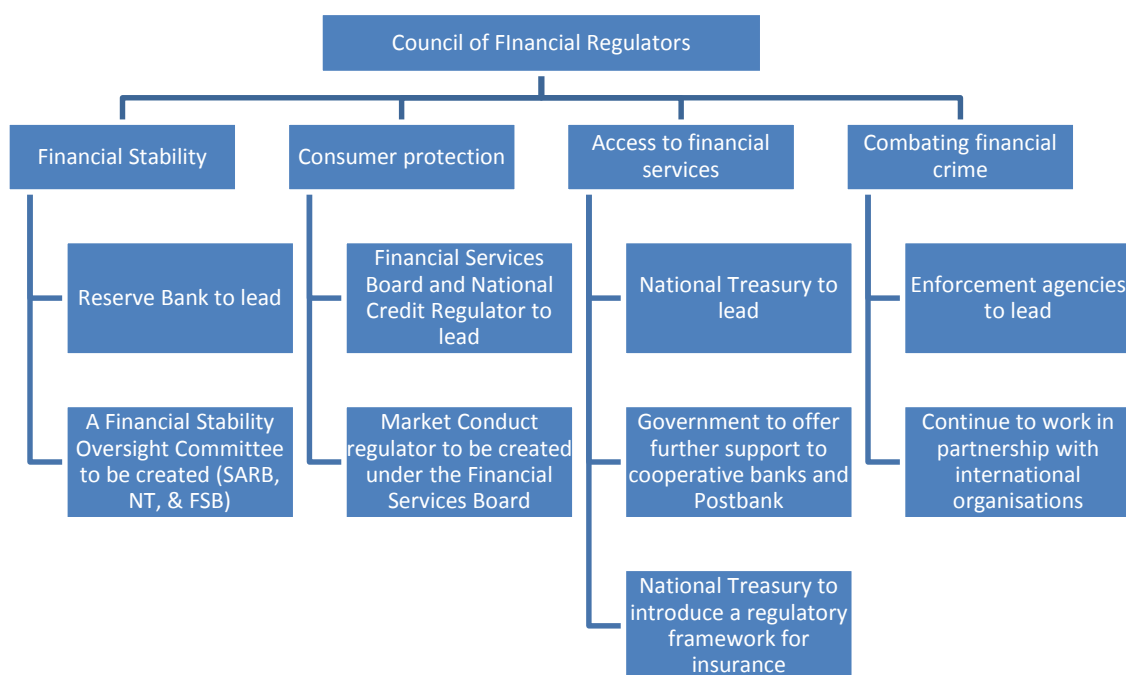 Council of FInancial Regulators
Financial Stability
Consumer protection
Access to financial
services
Combating financial
crime
Reserve Bank to lead
Financial Services
Board and National
Credit Regulator to
lead
National Treasury to
lead
Enforcement agencies
to lead
A Financial Stability
Oversight Committee
to be created (SARB,
NT, & FSB)
Market Conduct
regulator to be created
under the Financial
Services Board
Government to offer
further support to
cooperative banks and
Postbank
Continue to work in
partnership with
international
organisations
National Treasury to
introduce a regulatory
framework for
insurance